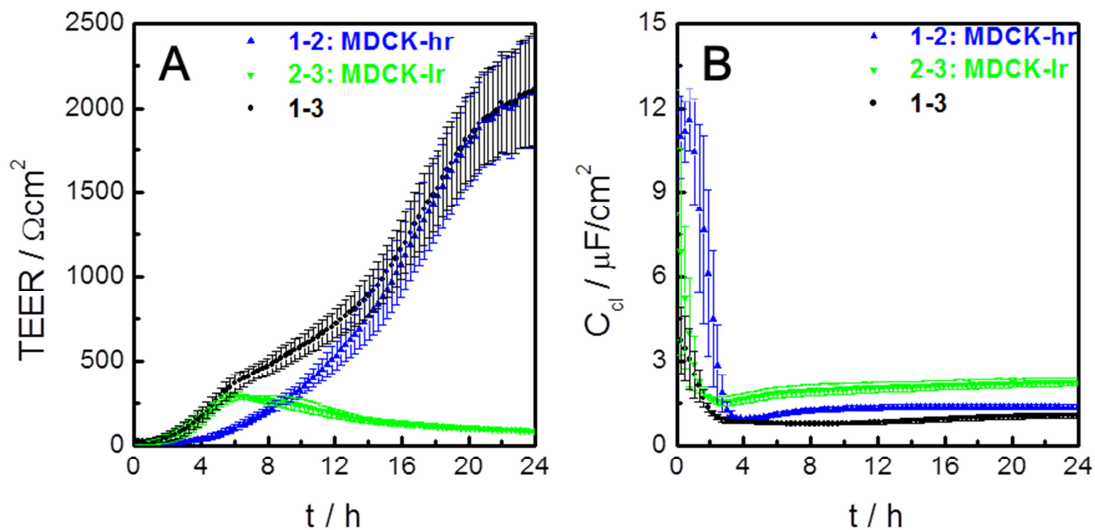 A
1-2: MDCK-hr
2-3: MDCK-lr
1-3
TEER / Ωcm²
2500
2000
1500
1000
500
0
0 4 8 12 16 20 24
t / h
B
1-2: MDCK-hr
2-3: MDCK-lr
1-3
C_cl / μF/cm²
15
12
9
6
3
0
0 4 8 12 16 20 24
t / h